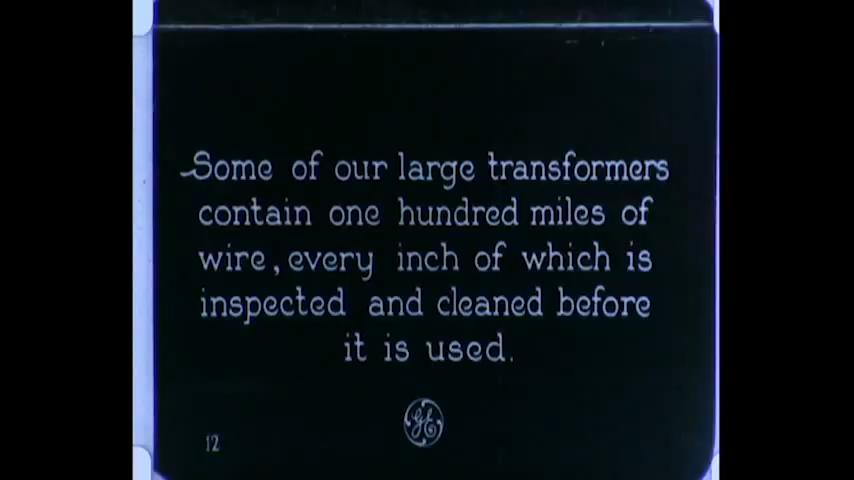 Some of our large transformers
contain one hundred miles of
wire, every inch of which is
inspected and cleaned before
it is used.
GE
12